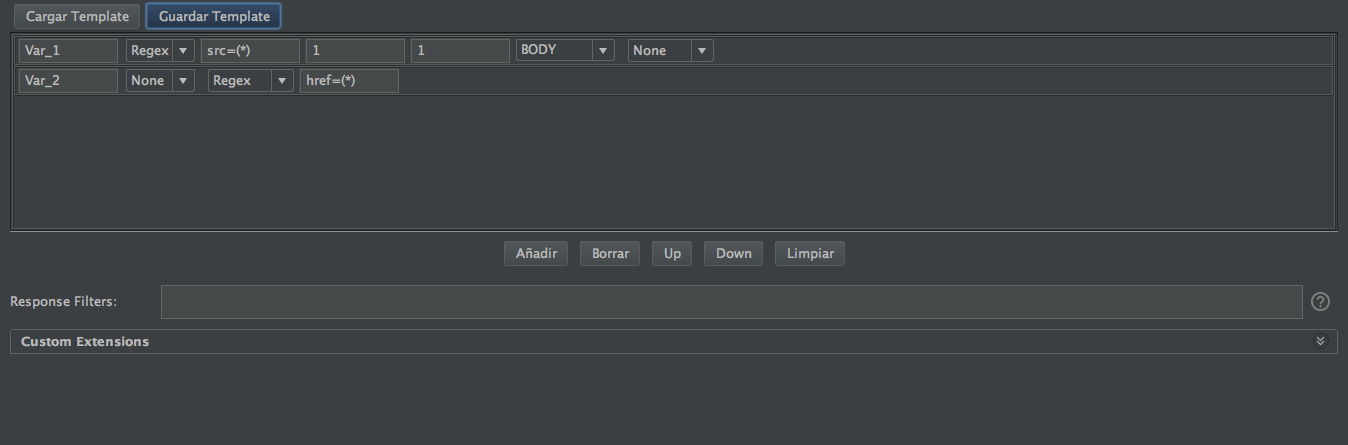 Cargar Template Guardar Template
Var_1 Regex src=(*) 1 1 BODY None
Var_2 None Regex href=(*)
Añadir Borrar Up Down Limpiar
Response Filters: ?
Custom Extensions